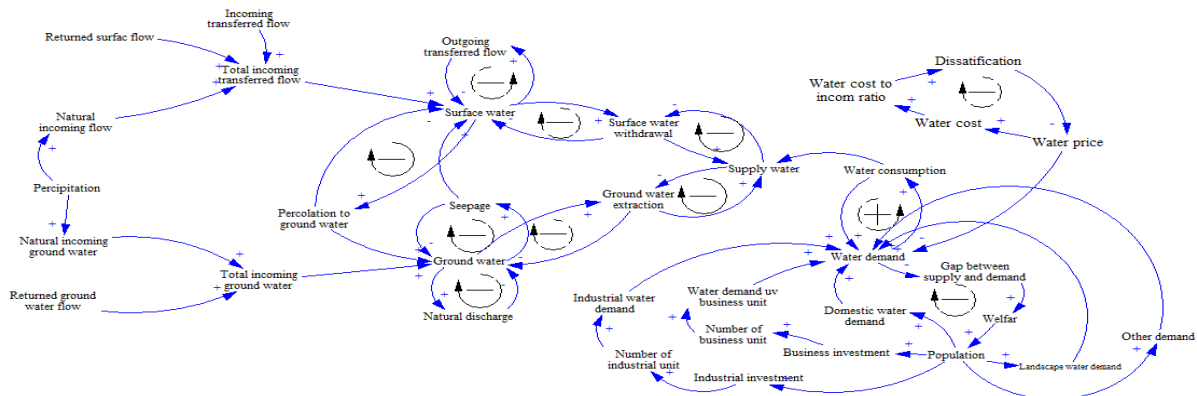 Incoming
transferred flow
Returned surfac flow
Total incoming
transferred flow
Natural
incoming flow
Percipitation
Natural incoming
ground water
Returned ground
water flow
Total incoming
ground water
Outgoing
transferred flow
Surface water
Surface water
withdrawal
Percolation to
ground water
Seepage
Ground water
extraction
Ground water
Natural discharge
Supply water
Dissatification
Water cost to
incom ratio
Water cost
Water price
Water consumption
Water demand
Gap between
supply and demand
Industrial water
demand
Water demand uv
business unit
Domestic water
demand
Welfar
Number of
business unit
Other demand
Number of
industrial unit
Business investment
Population
Landscape water demand
Industrial investment